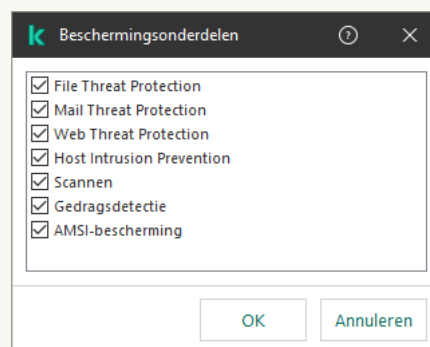 Beschermingsonderdelen
File Threat Protection
Mail Threat Protection
Web Threat Protection
Host Intrusion Prevention
Scannen
Gedragsdetectie
AMSI-bescherming
OK Annuleren